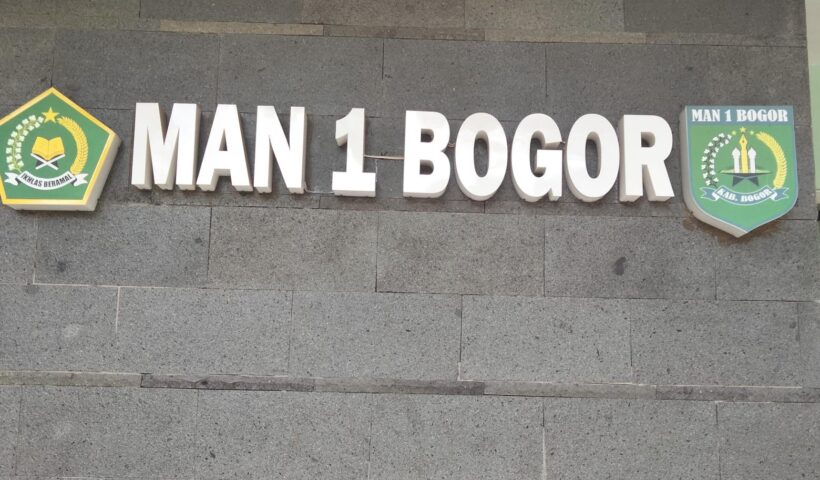 IKHLAS BERAMAL
MAN 1 BOGOR
MAN 1 BOGOR
KAB. BOGOR